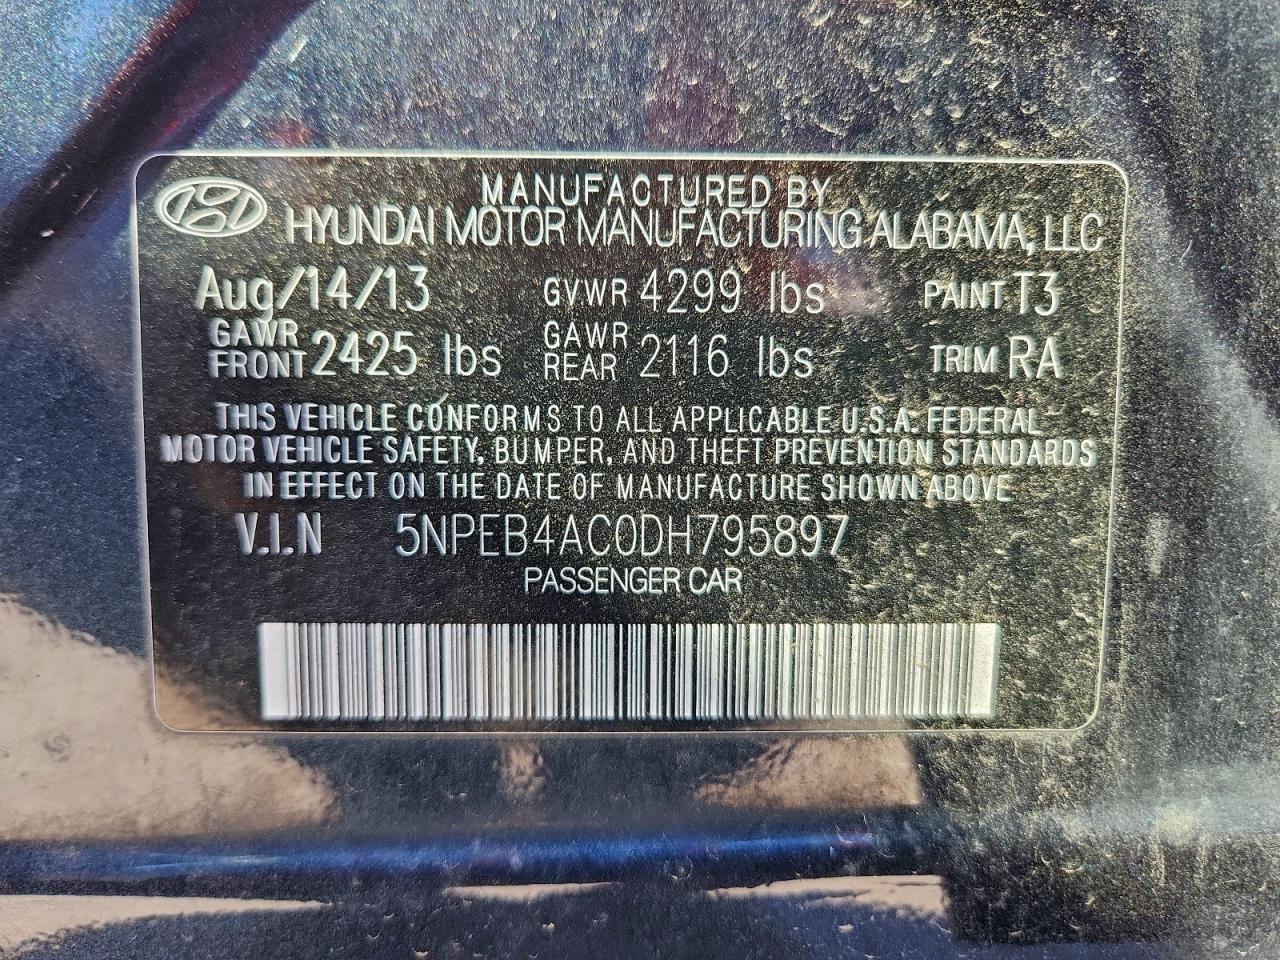 MANUFACTURED BY
HYUNDAI MOTOR MANUFACTURING ALABAMA, LLC
Aug/14/13 GVWR 4299 lbs PAINT T3
GAWR FRONT 2425 lbs GAWR REAR 2116 lbs TRIM RA
THIS VEHICLE CONFORMS TO ALL APPLICABLE U.S.A. FEDERAL
MOTOR VEHICLE SAFETY, BUMPER, AND THEFT PREVENTION STANDARDS
IN EFFECT ON THE DATE OF MANUFACTURE SHOWN ABOVE
V.I.N 5NPEB4AC0DH795897
PASSENGER CAR